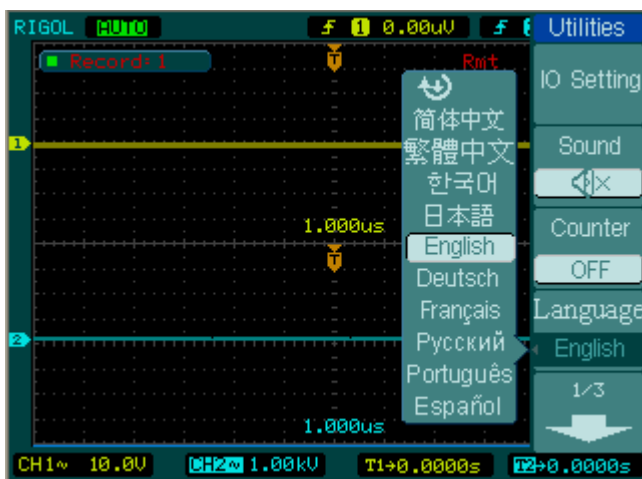 RIGOL AUTO 1 0.00uV
Utilities
Record: 1
Rmt
T
IO Setting
简体中文
繁體中文
한국어
日本語
English
Deutsch
Français
Русский
Português
Español
1
1.000us
T
2
1.000us
Sound
Counter
OFF
Language
English
1/3
CH1~ 10.0V CH2~ 1.00kV T1→0.0000s T2→0.0000s